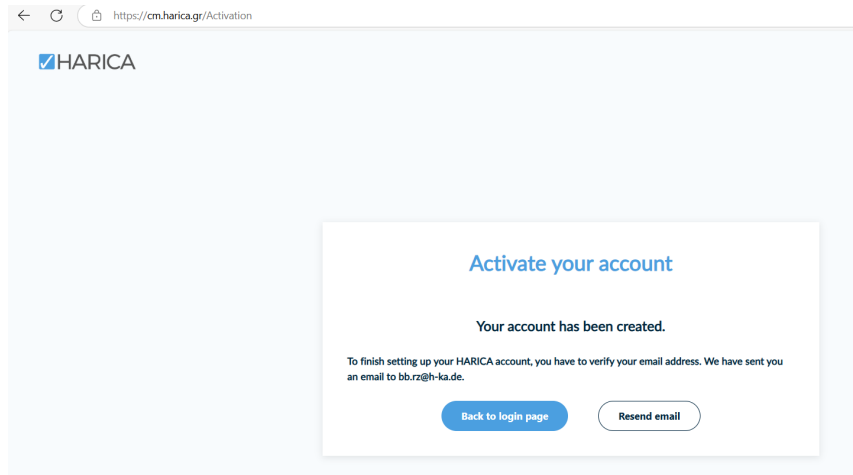 https://cm.harica.gr/Activation
HARICA
Activate your account
Your account has been created.
To finish setting up your HARICA account, you have to verify your email address. We have sent you
an email to bb.rz@h-ka.de.
Back to login page
Resend email